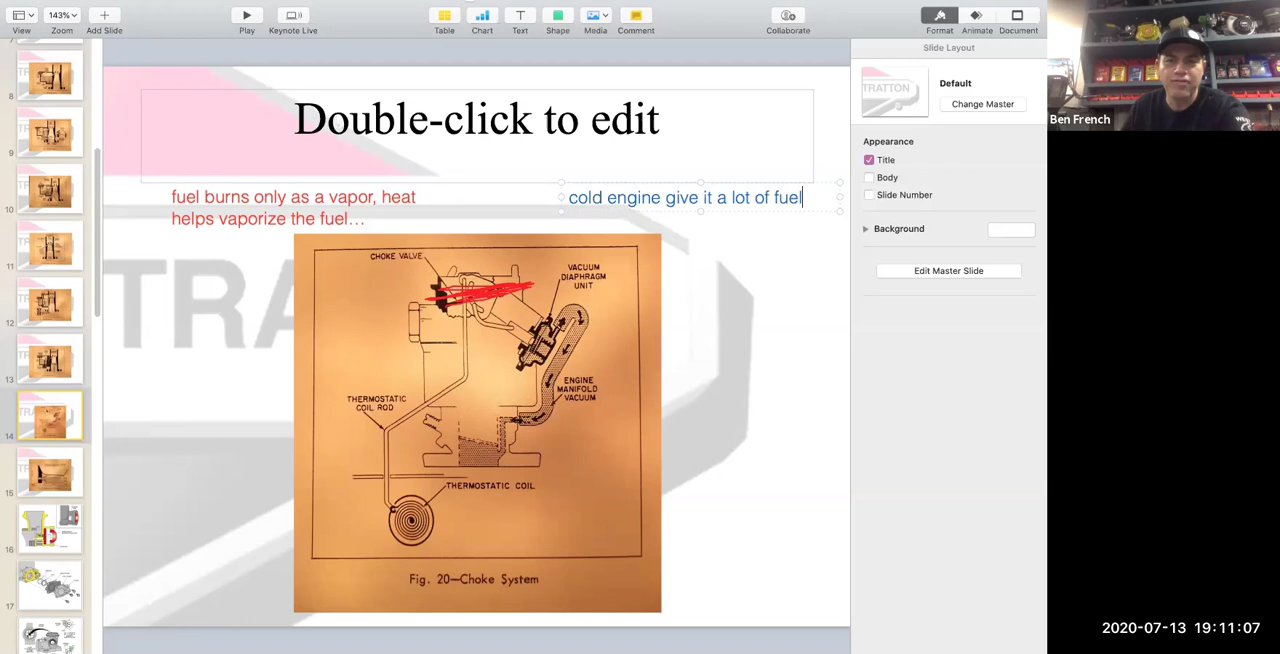 143%
View
Zoom
Add Slide
Play
Keynote Live
Table
Chart
Text
Shape
Media
Comment
Collaborate
Format
Animate
Document
Slide Layout
TRATTON
Default
Change Master
Appearance
Title
Body
Slide Number
Background
Edit Master Slide
Ben French
8
9
10
11
12
13
14
15
16
17
Double-click to edit
fuel burns only as a vapor, heat
helps vaporize the fuel…
cold engine give it a lot of fuel
TRA
CHOKE VALVE
VACUUM
DIAPHRAGM
UNIT
ENGINE
MANIFOLD
VACUUM
THERMOSTATIC
COIL ROD
THERMOSTATIC COIL
Fig. 20—Choke System
2020-07-13 19:11:07